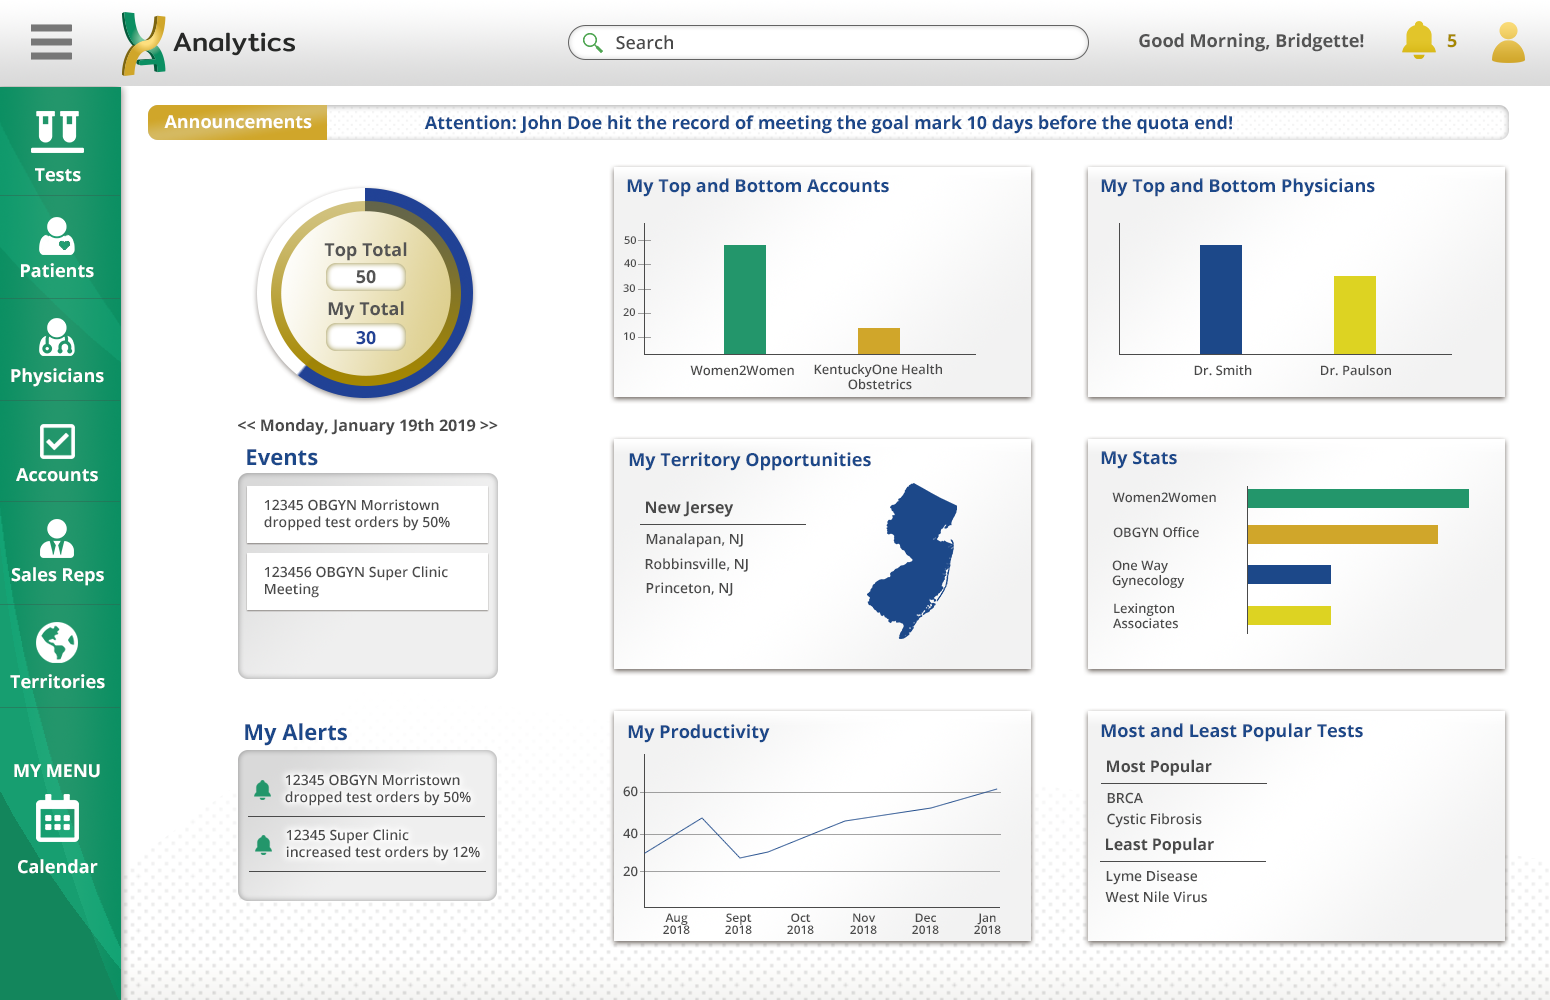 Analytics
Search
Good Morning, Bridgette!
5
Announcements
Attention: John Doe hit the record of meeting the goal mark 10 days before the quota end!
Tests
Patients
Physicians
Accounts
Sales Reps
Territories
MY MENU
Calendar
Top Total
50
My Total
30
<< Monday, January 19th 2019 >>
Events
12345 OBGYN Morristown
dropped test orders by 50%
123456 OBGYN Super Clinic
Meeting
My Alerts
12345 OBGYN Morristown
dropped test orders by 50%
12345 Super Clinic
increased test orders by 12%
My Top and Bottom Accounts
50
40
30
20
10
Women2Women
KentuckyOne Health
Obstetrics
My Top and Bottom Physicians
Dr. Smith
Dr. Paulson
My Territory Opportunities
New Jersey
Manalapan, NJ
Robbinsville, NJ
Princeton, NJ
My Stats
Women2Women
OBGYN Office
One Way
Gynecology
Lexington
Associates
My Productivity
60
40
20
Aug
2018
Sept
2018
Oct
2018
Nov
2018
Dec
2018
Jan
2018
Most and Least Popular Tests
Most Popular
BRCA
Cystic Fibrosis
Least Popular
Lyme Disease
West Nile Virus